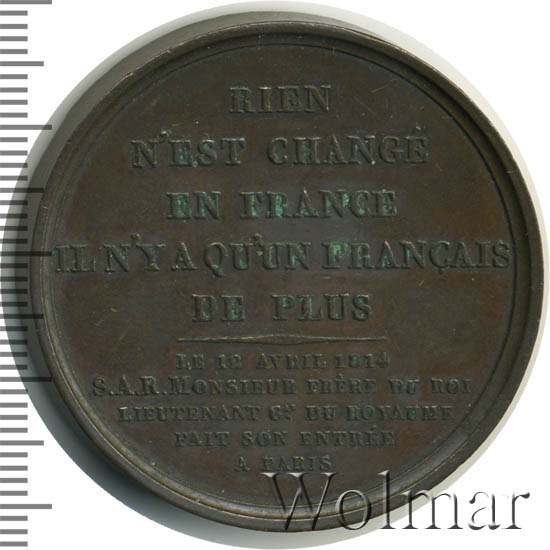 RIEN
N'EST CHANGÉ
EN FRANCE
IL N'Y A QU'UN FRANÇAIS
DE PLUS
LE 12 AVRIL 1814
S.A.R. MONSIEUR FRÈRE DU ROI
LIEUTENANT G.AL DU ROYAUME
FAIT SON ENTRÉE
A PARIS
Wolmar